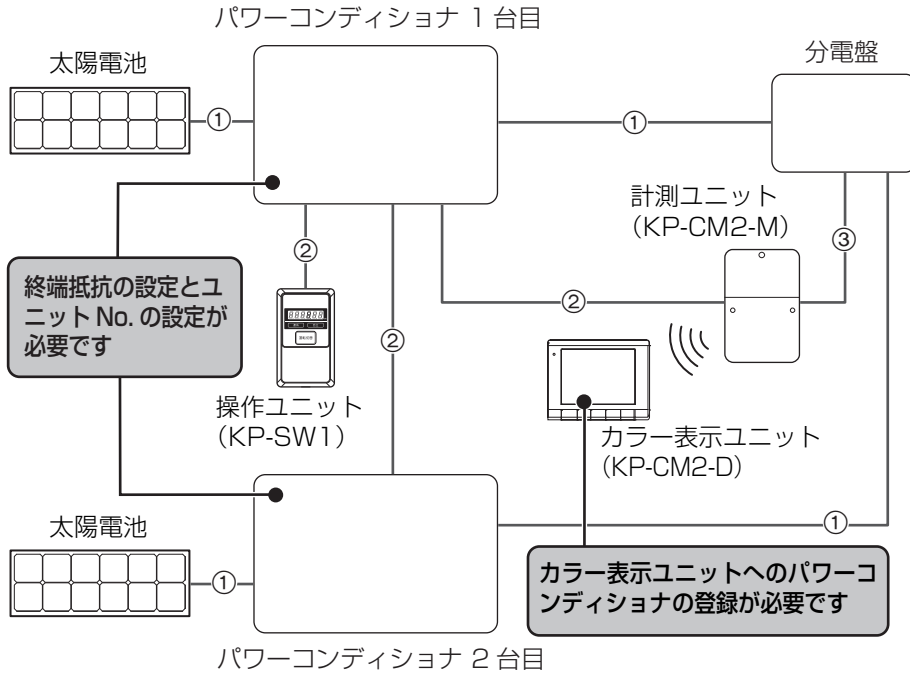 パワーコンディショナ 1 台目
太陽電池
分電盤
①
①
計測ユニット
（KP-CM2-M）
③
②
②
終端抵抗の設定とユ
ニット No. の設定が
必要です
②
操作ユニット
（KP-SW1）
カラー表示ユニット
（KP-CM2-D）
太陽電池
①
①
カラー表示ユニットへのパワーコ
ンディショナの登録が必要です
パワーコンディショナ 2 台目